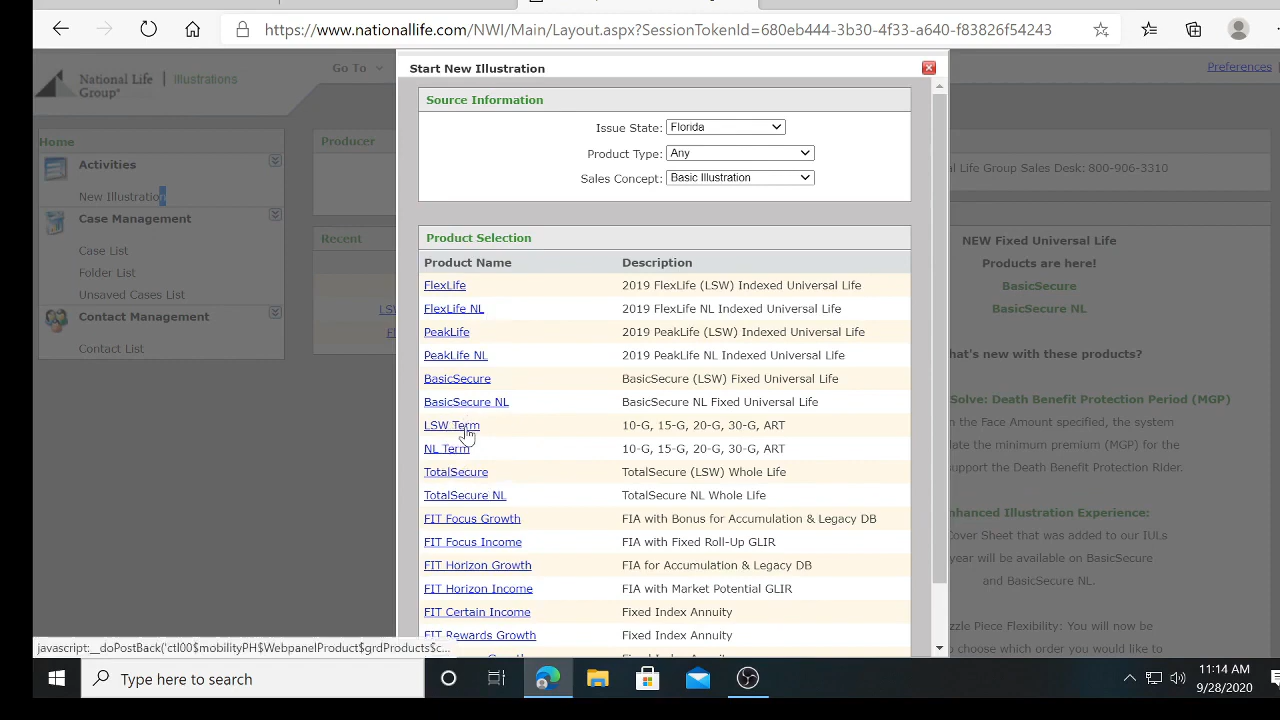 https://www.nationallife.com/NWI/Main/Layout.aspx?SessionTokenId=680eb444-3b30-4f33-a640-f83826f54243
National Life Group® | Illustrations
Go To
Preferences
Start New Illustration
Source Information
Issue State: Florida
Product Type: Any
Sales Concept: Basic Illustration
Home
Activities
New Illustration
Case Management
Case List
Folder List
Unsaved Cases List
Contact Management
Contact List
Producer
Recent
LS
F
Product Selection
Product Name Description
FlexLife 2019 FlexLife (LSW) Indexed Universal Life
FlexLife NL 2019 FlexLife NL Indexed Universal Life
PeakLife 2019 PeakLife (LSW) Indexed Universal Life
PeakLife NL 2019 PeakLife NL Indexed Universal Life
BasicSecure BasicSecure (LSW) Fixed Universal Life
BasicSecure NL BasicSecure NL Fixed Universal Life
LSW Term 10-G, 15-G, 20-G, 30-G, ART
NL Term 10-G, 15-G, 20-G, 30-G, ART
TotalSecure TotalSecure (LSW) Whole Life
TotalSecure NL TotalSecure NL Whole Life
FIT Focus Growth FIA with Bonus for Accumulation & Legacy DB
FIT Focus Income FIA with Fixed Roll-Up GLIR
FIT Horizon Growth FIA for Accumulation & Legacy DB
FIT Horizon Income FIA with Market Potential GLIR
FIT Certain Income Fixed Index Annuity
FIT Rewards Growth Fixed Index Annuity
l Life Group Sales Desk: 800-906-3310
NEW Fixed Universal Life
Products are here!
BasicSecure
BasicSecure NL
hat's new with these products?
Solve: Death Benefit Protection Period (MGP)
n the Face Amount specified, the system
ate the minimum premium (MGP) for the
upport the Death Benefit Protection Rider.
nhanced Illustration Experience:
Cover Sheet that was added to our IULs
year will be available on BasicSecure
and BasicSecure NL.
zzle Piece Flexibility: You will now be
o choose which order you would like to
javascript:__doPostBack('ctl00$mobilityPH$WebpanelProduct$grdProducts$c...
Type here to search
11:14 AM
9/28/2020